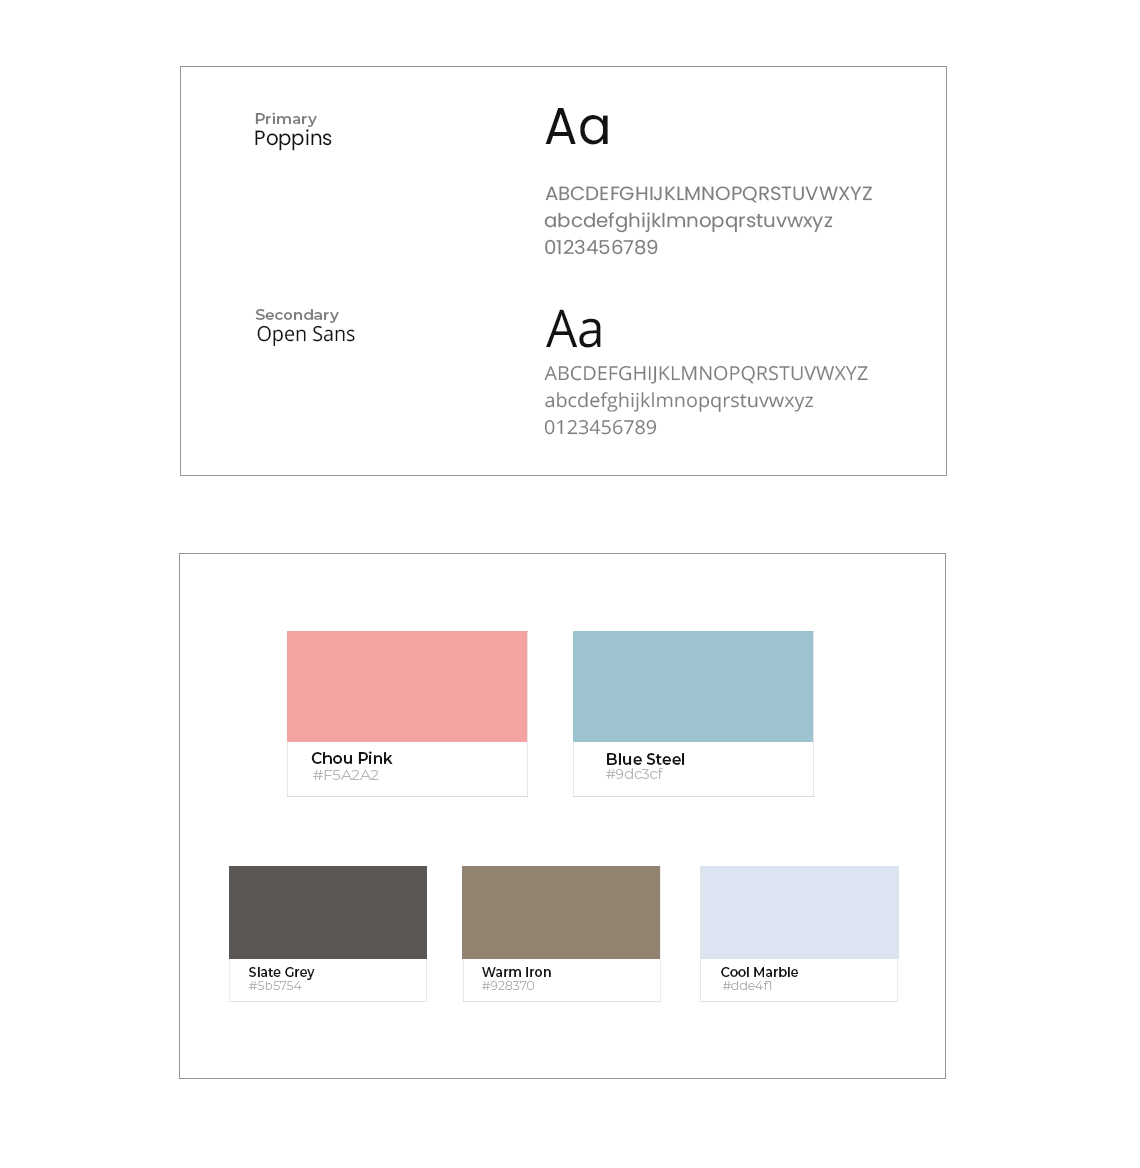 Primary
Poppins
Aa
ABCDEFGHIJKLMNOPQRSTUVWXYZ
abcdefghijklmnopqrstuvwxyz
0123456789
Secondary
Open Sans
Aa
ABCDEFGHIJKLMNOPQRSTUVWXYZ
abcdefghijklmnopqrstuvwxyz
0123456789
Chou Pink
#F5A2A2
Blue Steel
#9dc3cf
Slate Grey
#5b5754
Warm Iron
#928370
Cool Marble
#dde4f1